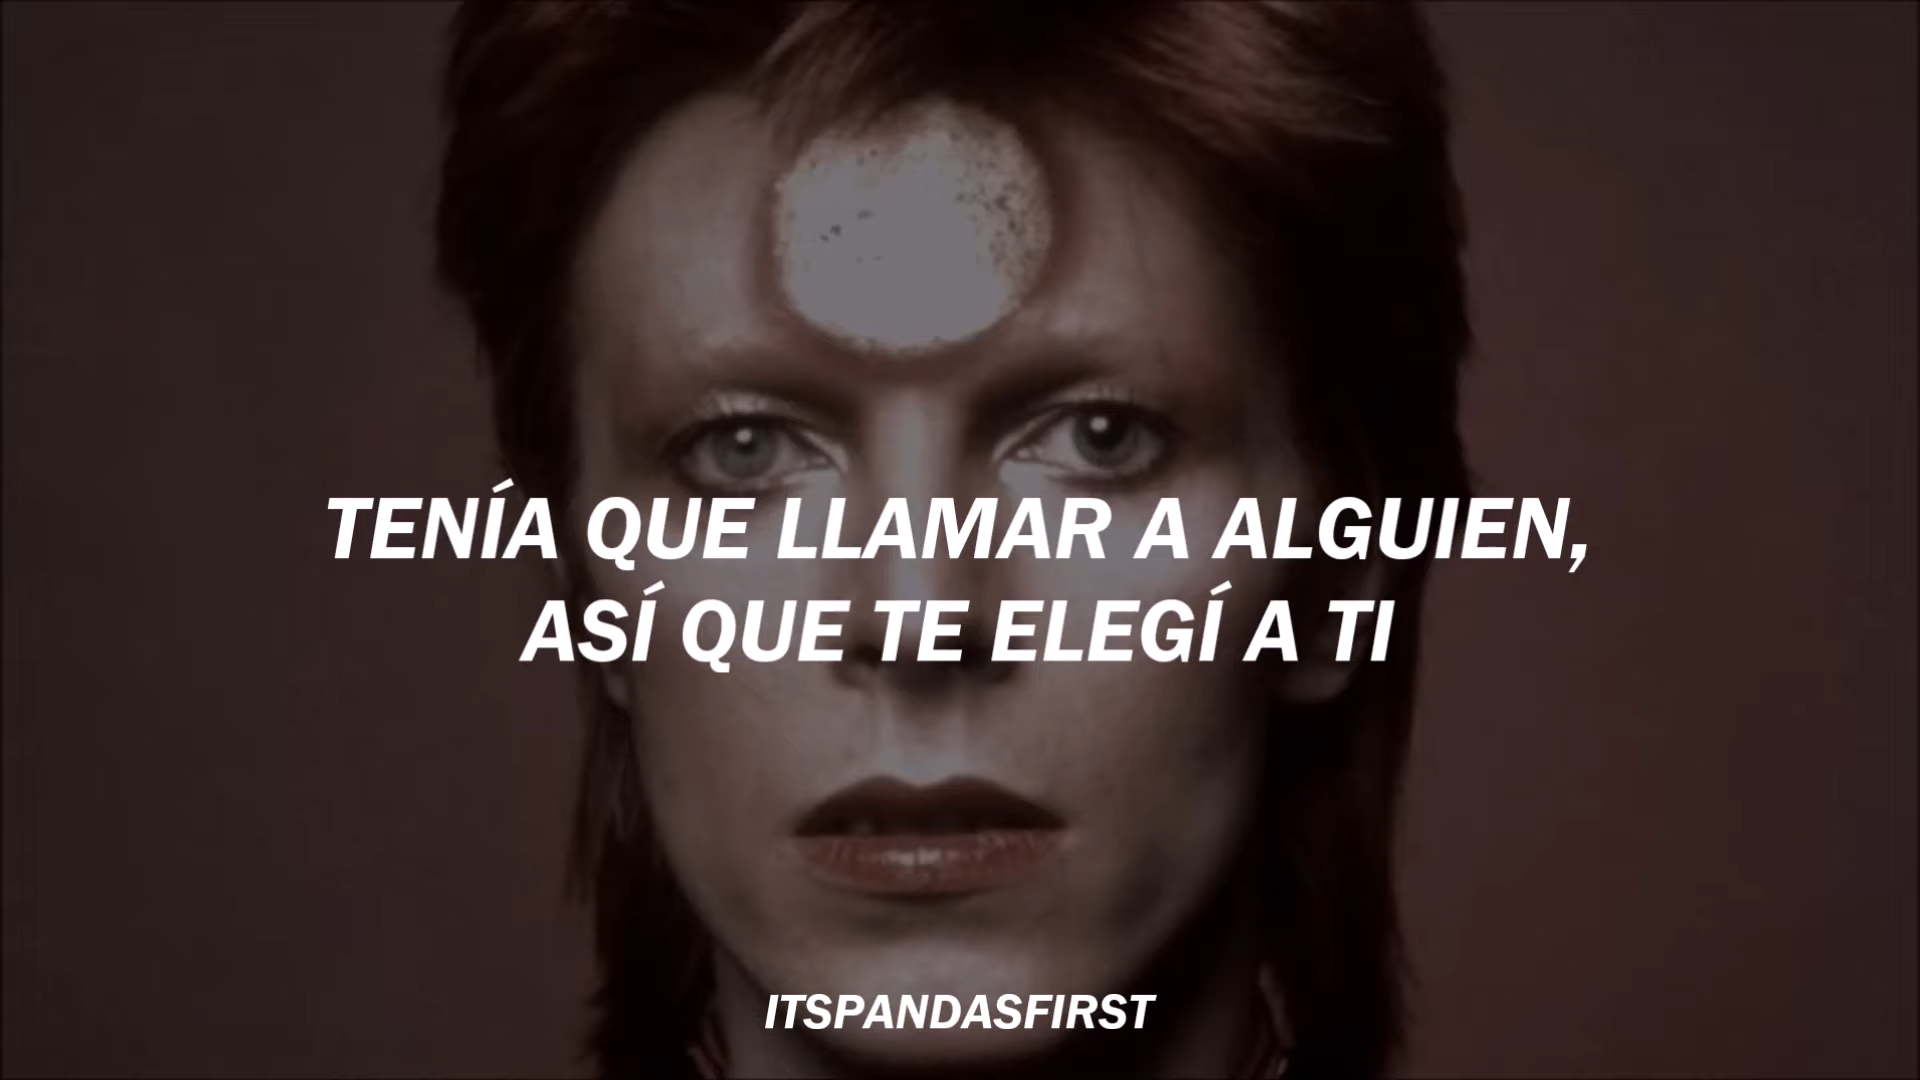 TENÍA QUE LLAMAR A ALGUIEN,
ASÍ QUE TE ELEGÍ A TI
ITSPANDASFIRST